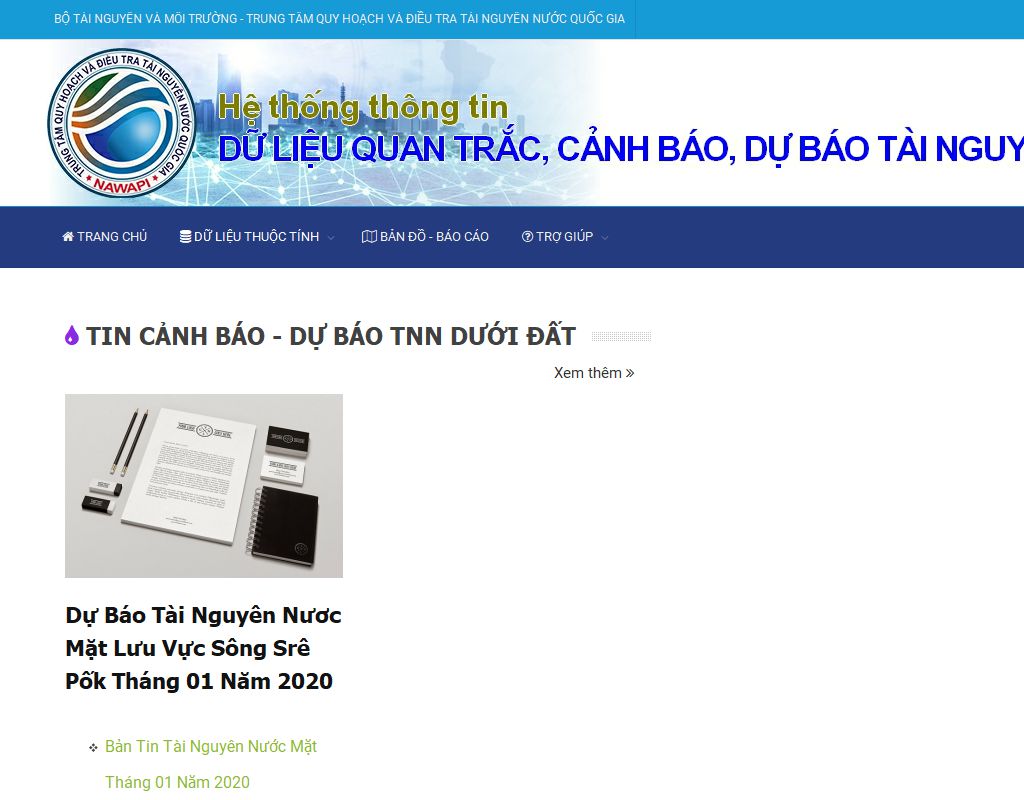 BỘ TÀI NGUYÊN VÀ MÔI TRƯỜNG - TRUNG TÂM QUY HOẠCH VÀ ĐIỀU TRA TÀI NGUYÊN NƯỚC QUỐC GIA
TRUNG TÂM QUY HOẠCH VÀ ĐIỀU TRA TÀI NGUYÊN NƯỚC QUỐC GIA
NAWAPI
Hệ thống thông tin
DỮ LIỆU QUAN TRẮC, CẢNH BÁO, DỰ BÁO TÀI NGUY
TRANG CHỦ DỮ LIỆU THUỘC TÍNH BẢN ĐỒ - BÁO CÁO TRỢ GIÚP
TIN CẢNH BÁO - DỰ BÁO TNN DƯỚI ĐẤT
Xem thêm »
Dự Báo Tài Nguyên Nươc
Mặt Lưu Vực Sông Srê
Pốk Tháng 01 Năm 2020
Bản Tin Tài Nguyên Nước Mặt
Tháng 01 Năm 2020